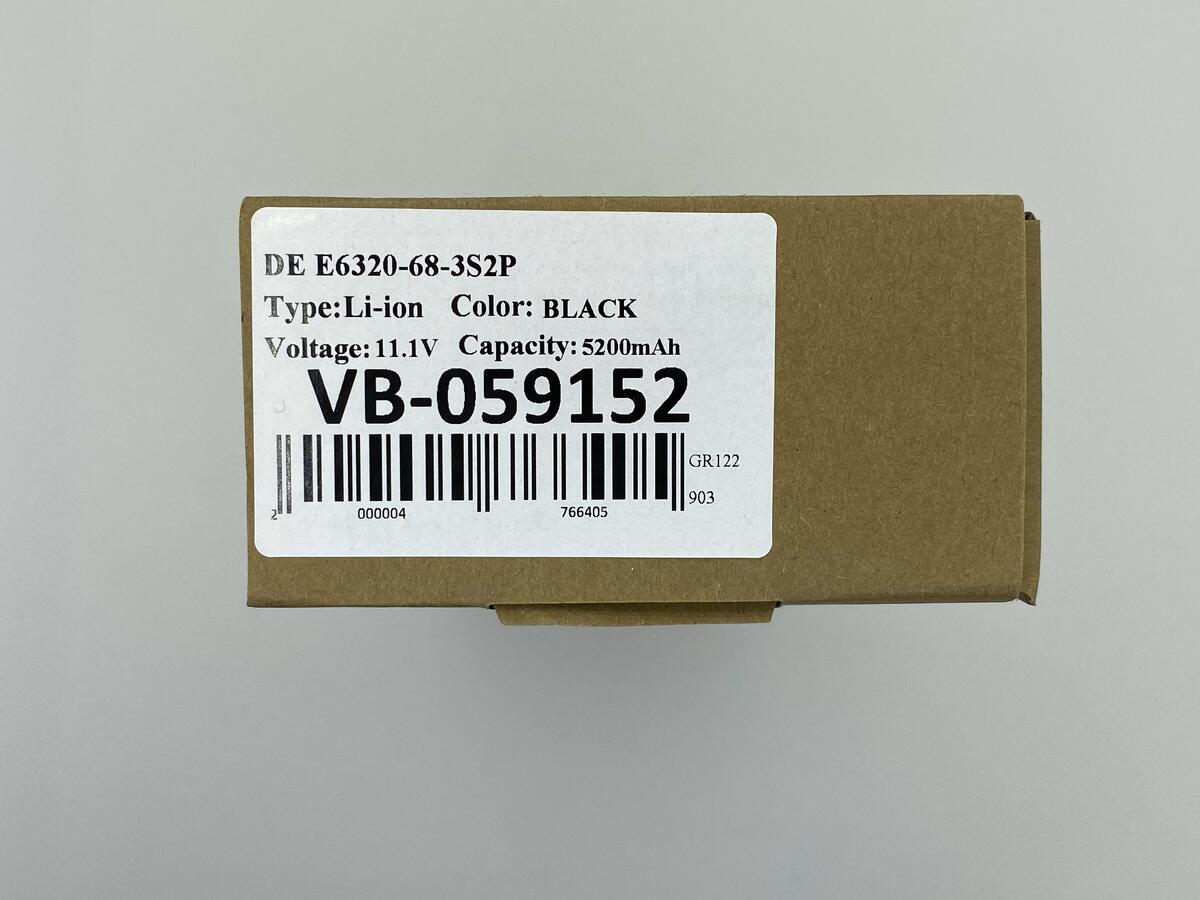 DE E6320-68-3S2P
Type:Li-ion Color: BLACK
Voltage: 11.1V Capacity: 5200mAh
VB-059152
GR122
903
2 000004 766405